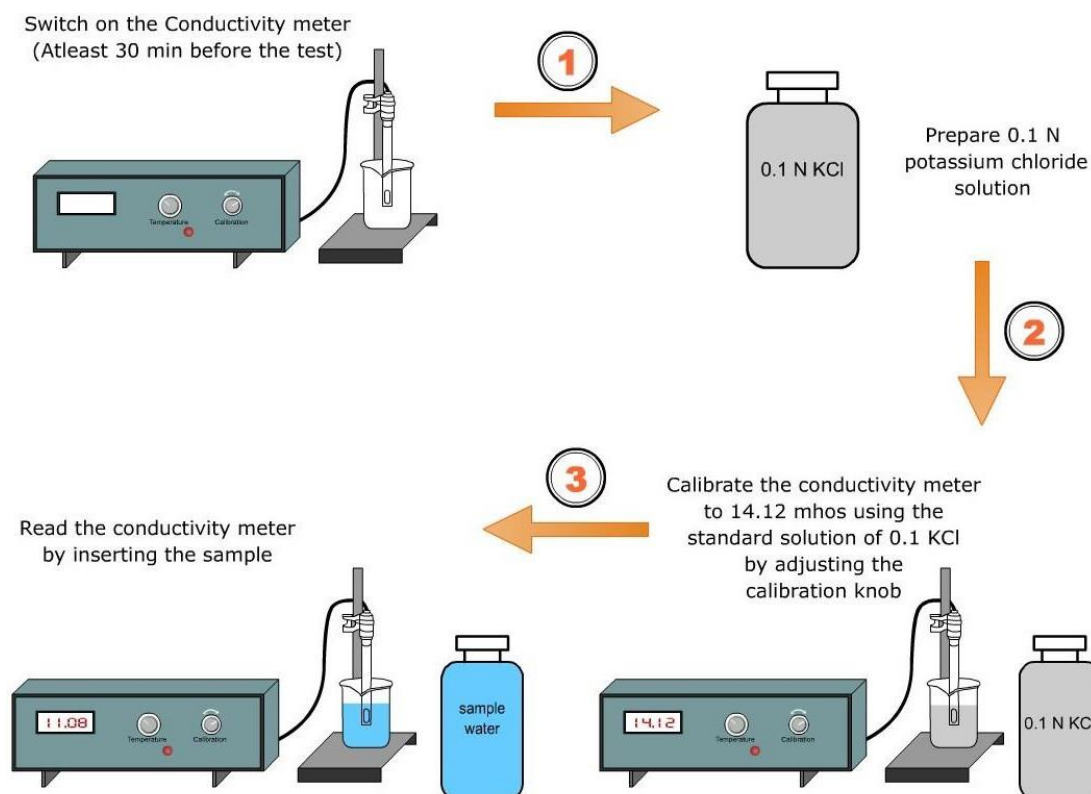 Switch on the Conductivity meter
(Atleast 30 min before the test)
Temperature
Calibration
1
0.1 N KCl
Prepare 0.1 N
potassium chloride
solution
2
Calibrate the conductivity meter
to 14.12 mhos using the
standard solution of 0.1 KCl
by adjusting the
calibration knob
14.12
Temperature
Calibration
0.1 N KC
3
Read the conductivity meter
by inserting the sample
11.08
Temperature
Calibration
sample
water